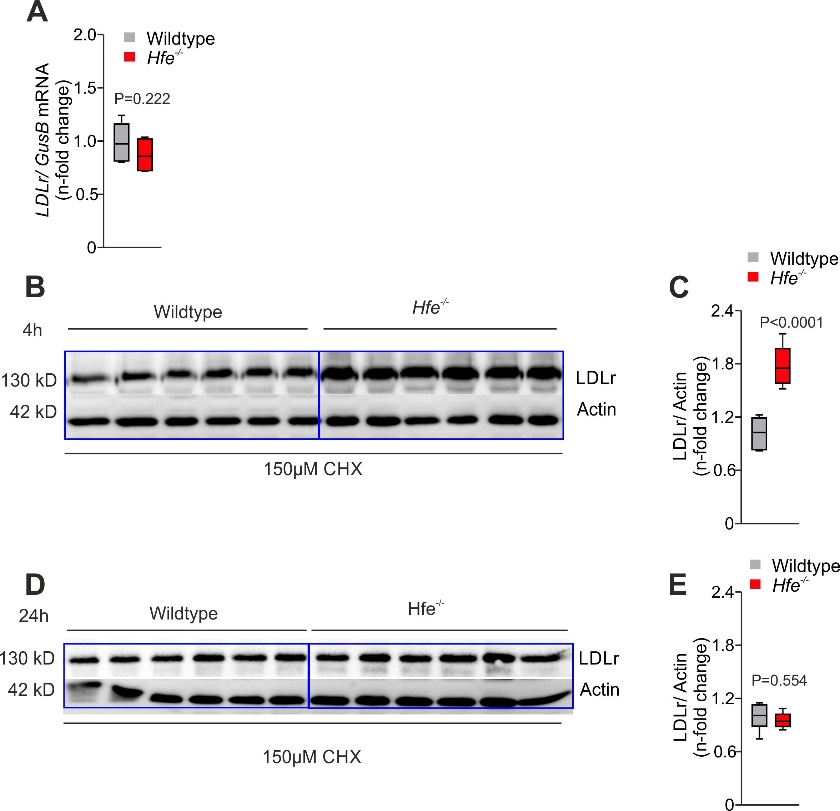 A
2.0
Wildtype
Hfe-/-
1.5
P=0.222
1.0
0.5
0
LDLr/ GusB mRNA
(n-fold change)
B
4h
Wildtype
Hfe-/-
130 kD
LDLr
42 kD
Actin
150µM CHX
C
Wildtype
Hfe-/-
2.4
P<0.0001
1.8
1.2
0.6
0
LDLr/ Actin
(n-fold change)
D
24h
Wildtype
Hfe-/-
130 kD
LDLr
42 kD
Actin
150µM CHX
E
Wildtype
Hfe-/-
2.4
1.8
P=0.554
1.2
0.6
0
LDLr/ Actin
(n-fold change)